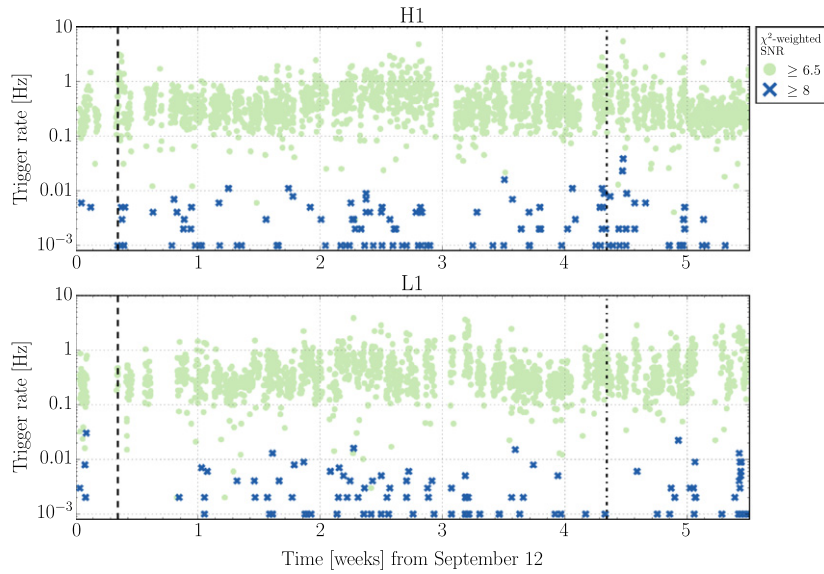 H1
10
1
0.1
0.01
10⁻³
Trigger rate [Hz]
0 1 2 3 4 5
χ²-weighted
SNR
≥ 6.5
≥ 8
L1
10
1
0.1
0.01
10⁻³
Trigger rate [Hz]
0 1 2 3 4 5
Time [weeks] from September 12